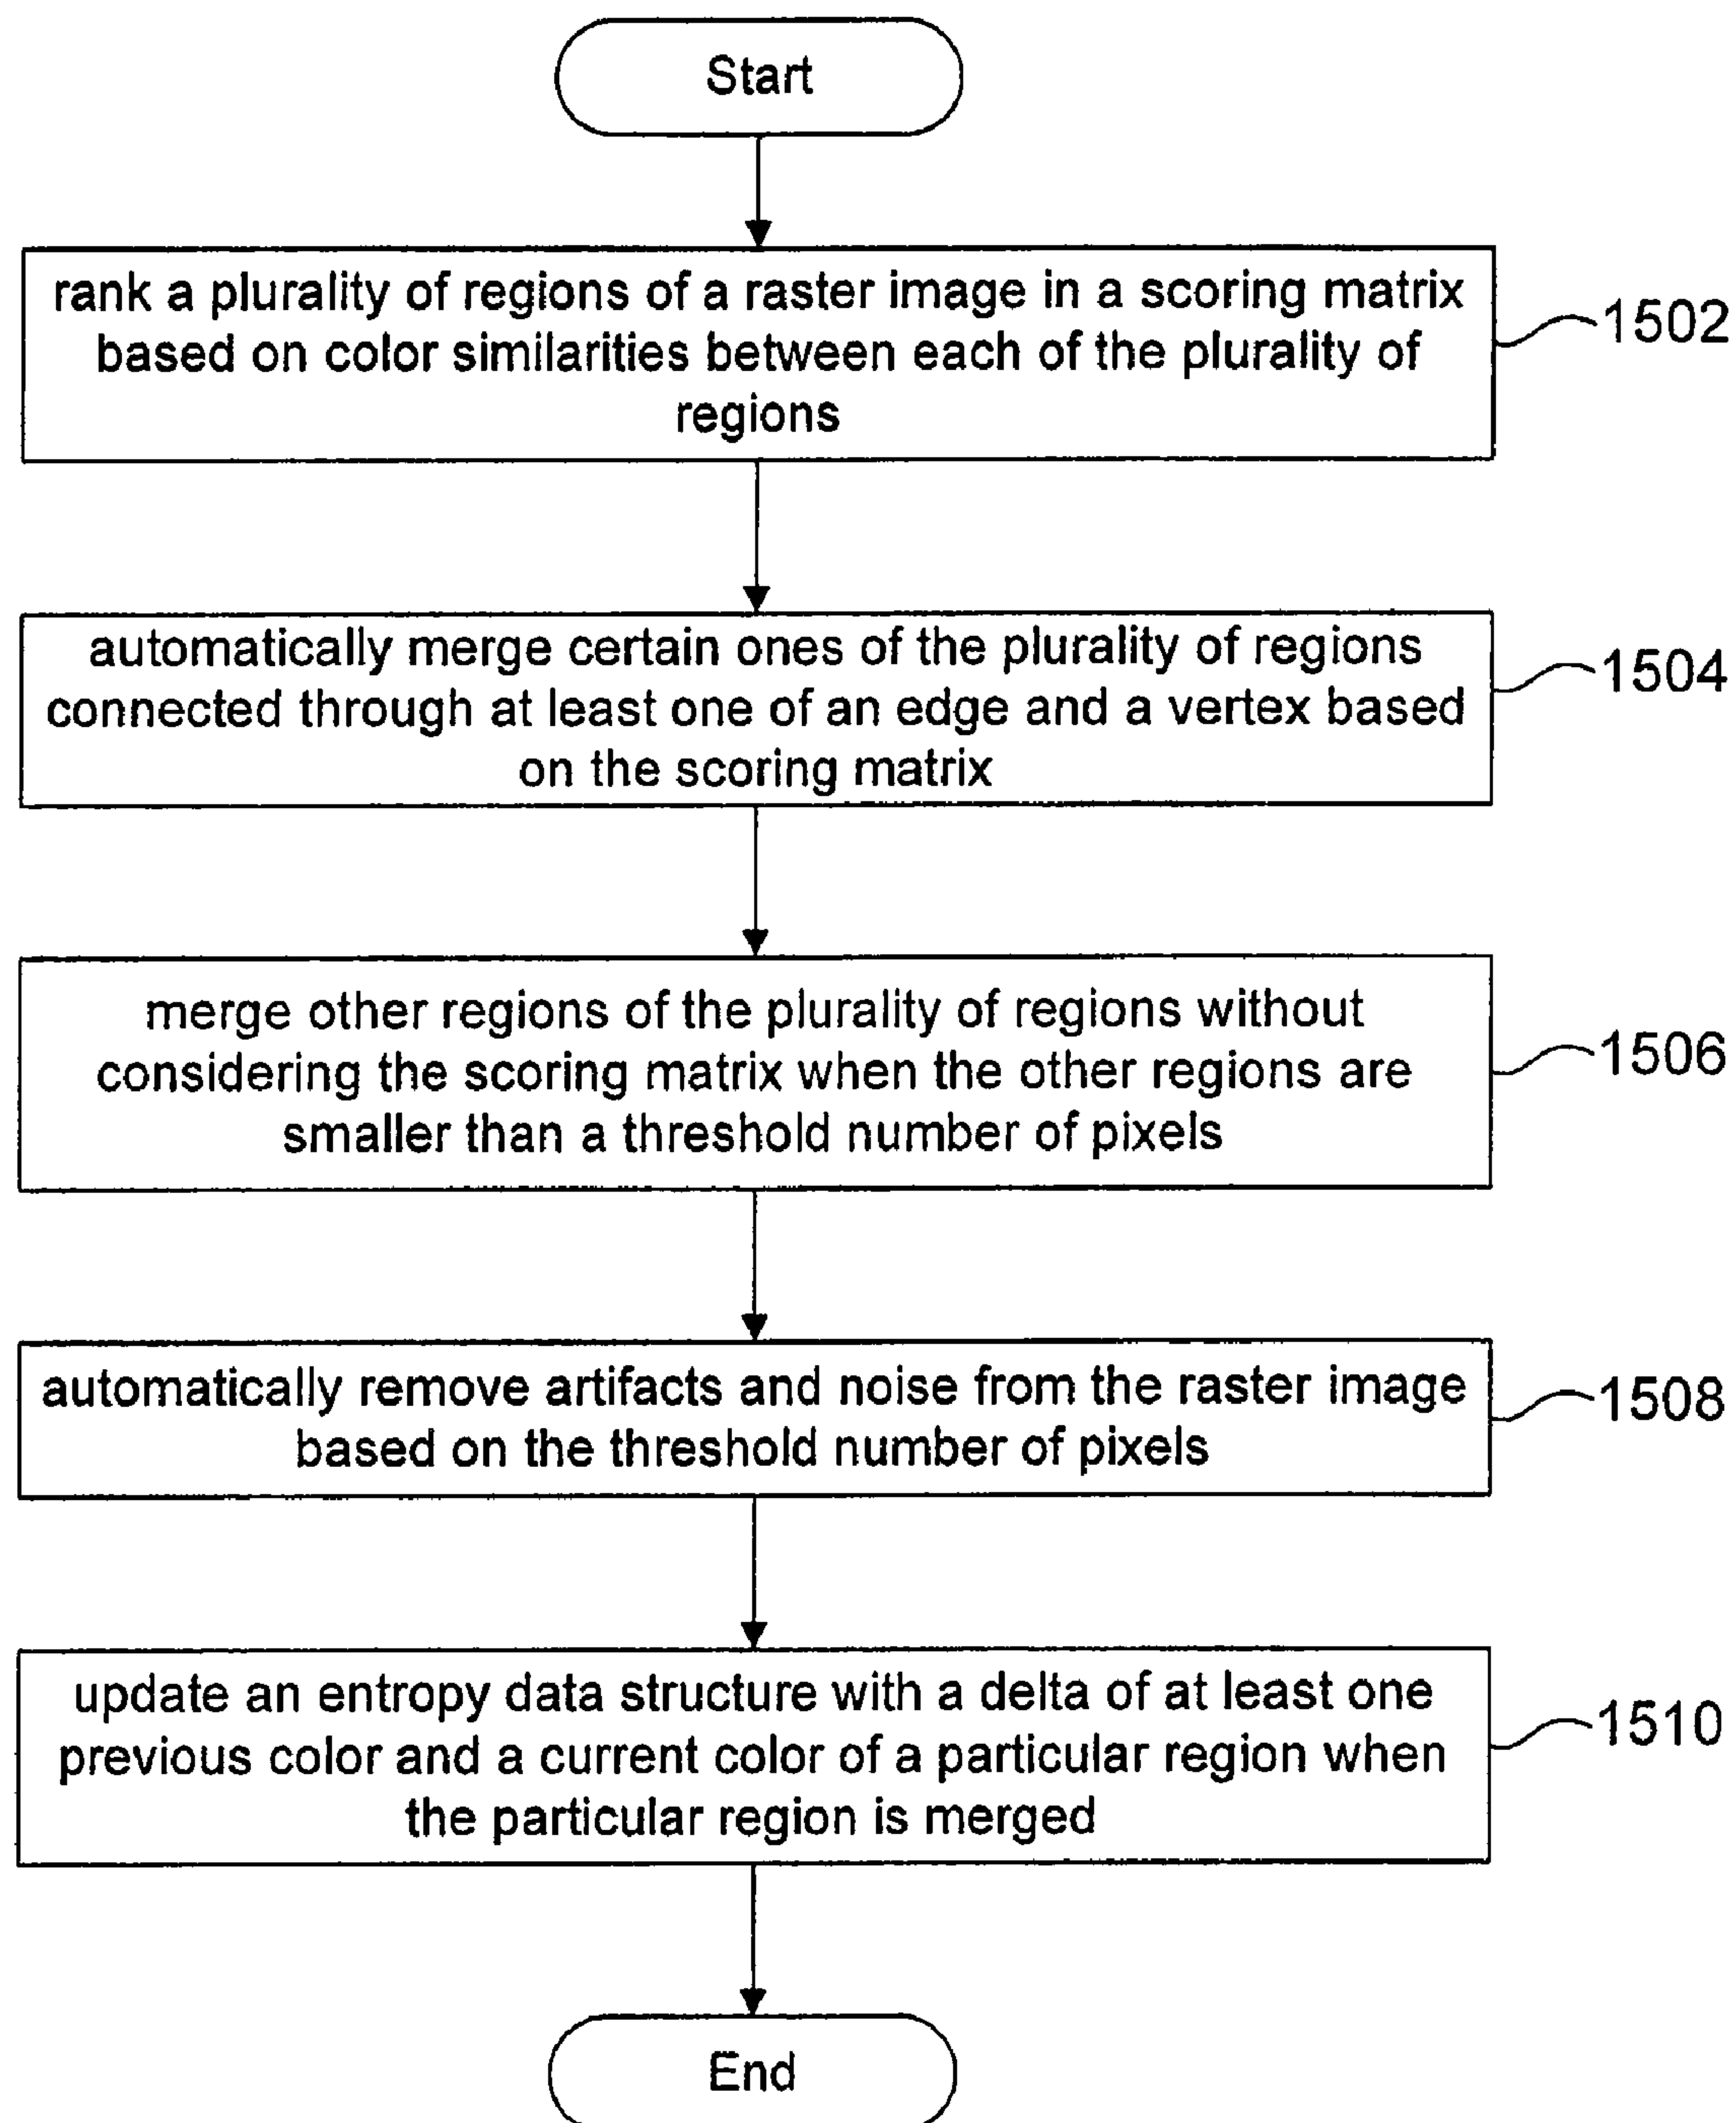 Start
rank a plurality of regions of a raster image in a scoring matrix
based on color similarities between each of the plurality of
regions
1502
automatically merge certain ones of the plurality of regions
connected through at least one of an edge and a vertex based
on the scoring matrix
1504
merge other regions of the plurality of regions without
considering the scoring matrix when the other regions are
smaller than a threshold number of pixels
1506
automatically remove artifacts and noise from the raster image
based on the threshold number of pixels
1508
update an entropy data structure with a delta of at least one
previous color and a current color of a particular region when
the particular region is merged
1510
End